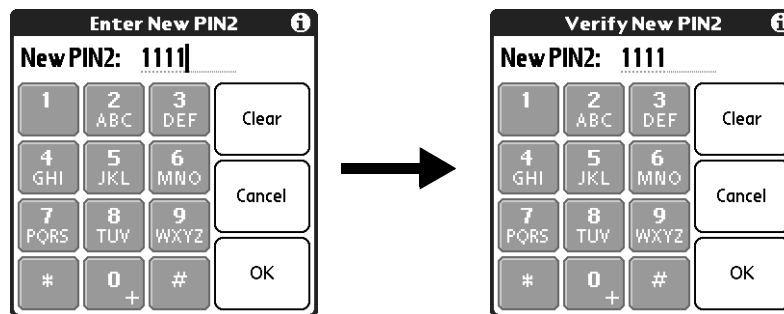 Enter New PIN2 i
New PIN2: 1111
1 2 ABC 3 DEF Clear
4 GHI 5 JKL 6 MNO Cancel
7 PQRS 8 TUV 9 WXYZ
* 0 + # OK
Verify New PIN2 i
New PIN2: 1111
1 2 ABC 3 DEF Clear
4 GHI 5 JKL 6 MNO Cancel
7 PQRS 8 TUV 9 WXYZ
* 0 + # OK